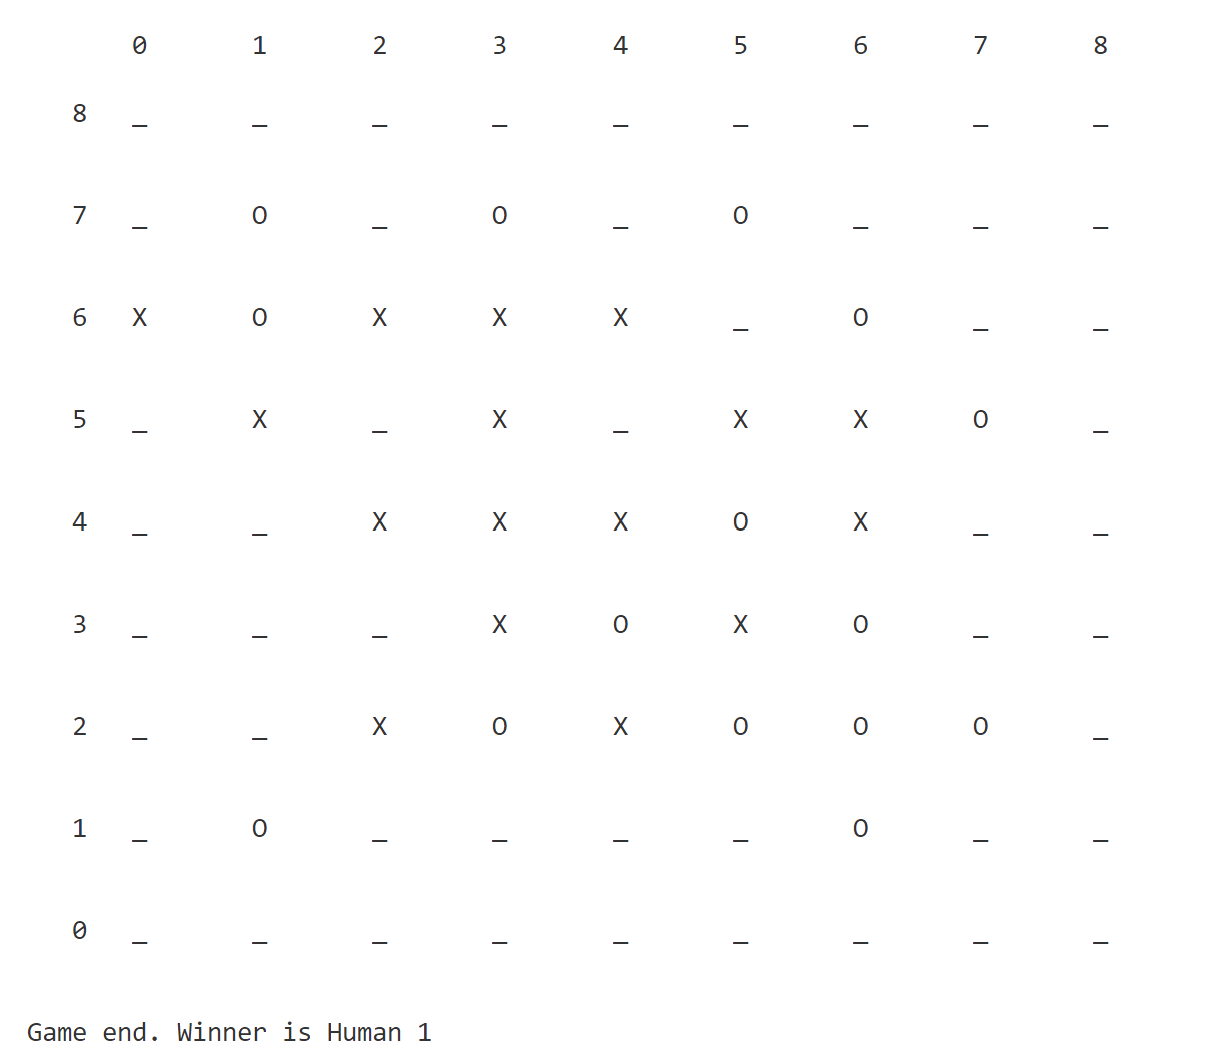 0 1 2 3 4 5 6 7 8
8 _ _ _ _ _ _ _ _ _
7 _ O _ O _ O _ _ _
6 X O X X X _ O _ _
5 _ X _ X _ X X O _
4 _ _ X X X O X _ _
3 _ _ _ X O X O _ _
2 _ _ X O X O O O _
1 _ O _ _ _ _ O _ _
0 _ _ _ _ _ _ _ _ _
Game end. Winner is Human 1